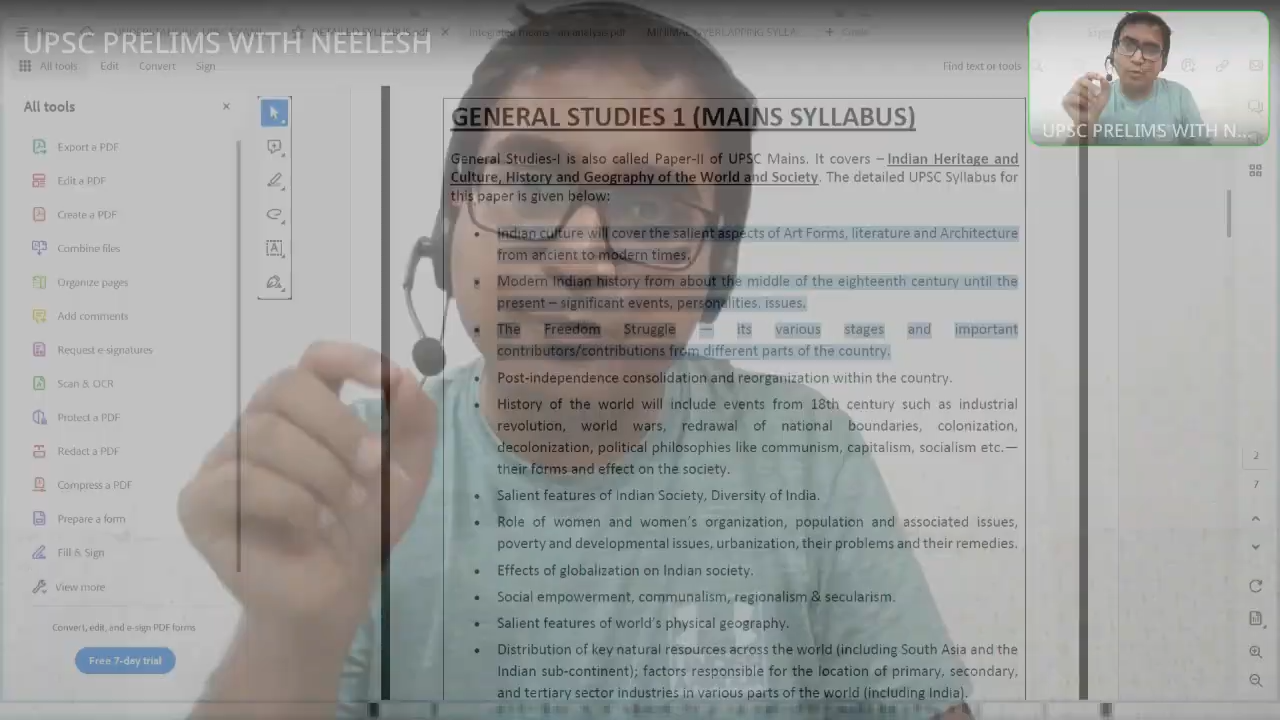 UPSC PRELIMS WITH NEELESH
All tools
Edit
Convert
Sign
Find text or tools
UPSC PRELIMS WITH N...
All tools
Export a PDF
Edit a PDF
Create a PDF
Combine files
Organize pages
Add comments
Request e-signatures
Scan & OCR
Protect a PDF
Redact a PDF
Compress a PDF
Prepare a form
Fill & Sign
View more
Convert, edit, and e-sign PDF forms
Free 7-day trial
GENERAL STUDIES 1 (MAINS SYLLABUS)
General Studies-I is also called Paper-II of UPSC Mains. It covers – Indian Heritage and
Culture, History and Geography of the World and Society. The detailed UPSC Syllabus for
this paper is given below:
• Indian culture will cover the salient aspects of Art Forms, literature and Architecture
from ancient to modern times.
• Modern Indian history from about the middle of the eighteenth century until the
present – significant events, personalities, issues.
• The Freedom Struggle — its various stages and important
contributors/contributions from different parts of the country.
• Post-independence consolidation and reorganization within the country.
• History of the world will include events from 18th century such as industrial
revolution, world wars, redrawal of national boundaries, colonization,
decolonization, political philosophies like communism, capitalism, socialism etc.—
their forms and effect on the society.
• Salient features of Indian Society, Diversity of India.
• Role of women and women's organization, population and associated issues,
poverty and developmental issues, urbanization, their problems and their remedies.
• Effects of globalization on Indian society.
• Social empowerment, communalism, regionalism & secularism.
• Salient features of world's physical geography.
• Distribution of key natural resources across the world (including South Asia and the
Indian sub-continent); factors responsible for the location of primary, secondary,
and tertiary sector industries in various parts of the world (including India).
2
7